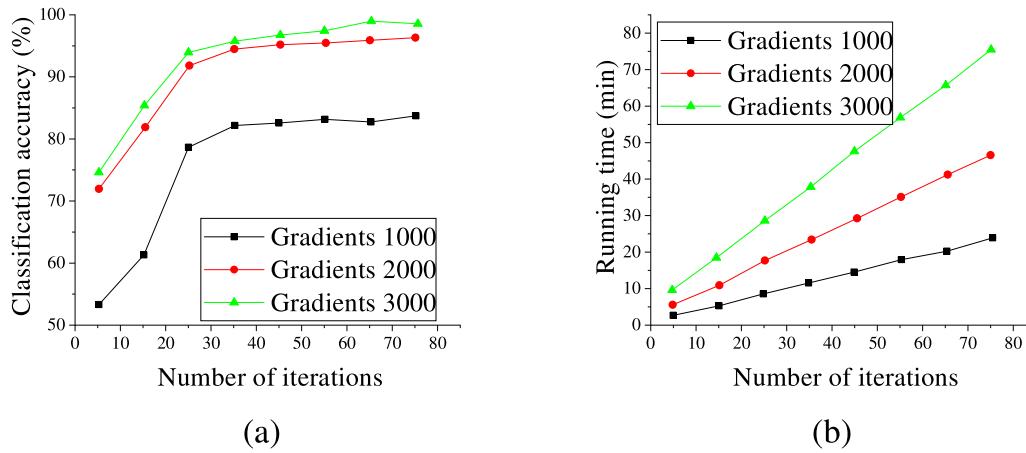 Classification accuracy (%)
100
90
80
70
60
50
Gradients 1000
Gradients 2000
Gradients 3000
0 10 20 30 40 50 60 70 80
Number of iterations
(a)
Running time (min)
80
70
60
50
40
30
20
10
0
Gradients 1000
Gradients 2000
Gradients 3000
0 10 20 30 40 50 60 70 80
Number of iterations
(b)